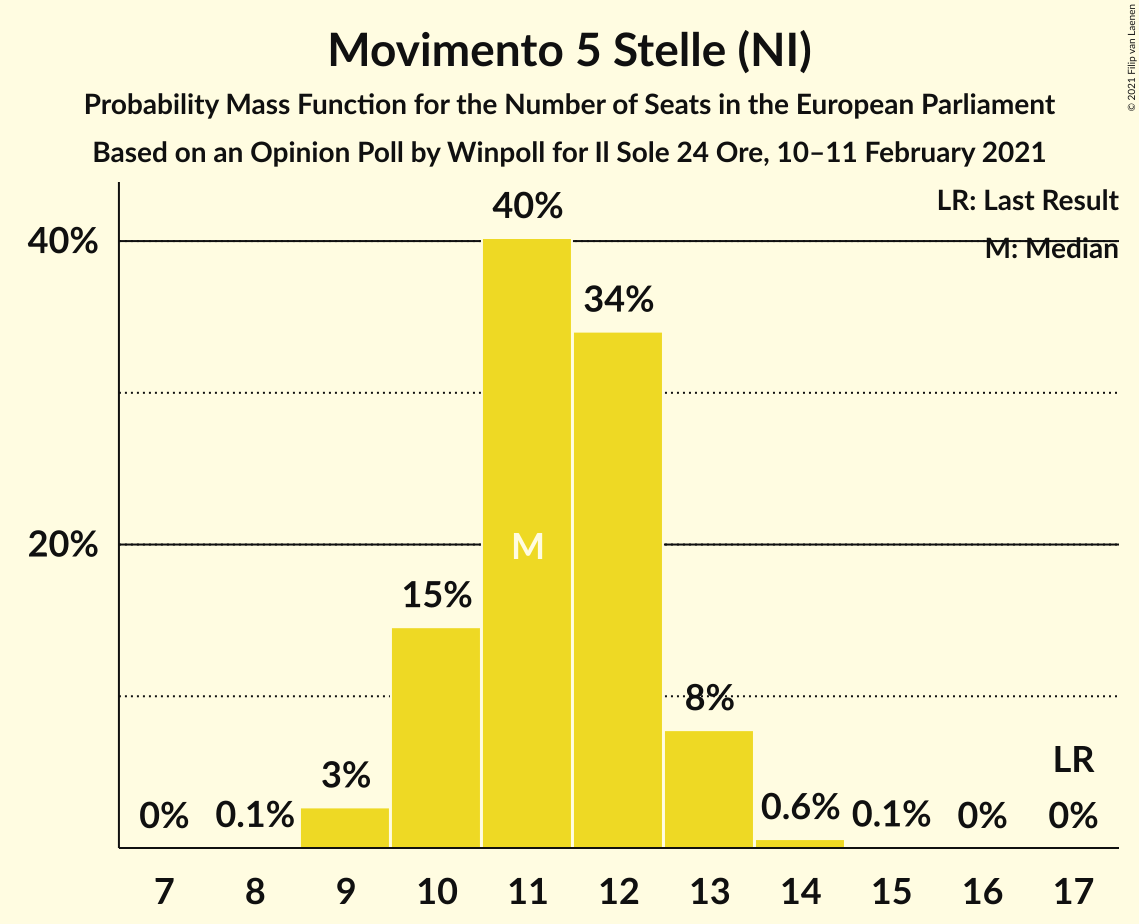 Movimento 5 Stelle (NI)
Probability Mass Function for the Number of Seats in the European Parliament
Based on an Opinion Poll by Winpoll for Il Sole 24 Ore, 10–11 February 2021
© 2021 Filip van Laenen
LR: Last Result
M: Median
40%
20%
0%
0.1%
3%
15%
40%
M
34%
8%
0.6%
0.1%
0%
LR
0%
7 8 9 10 11 12 13 14 15 16 17